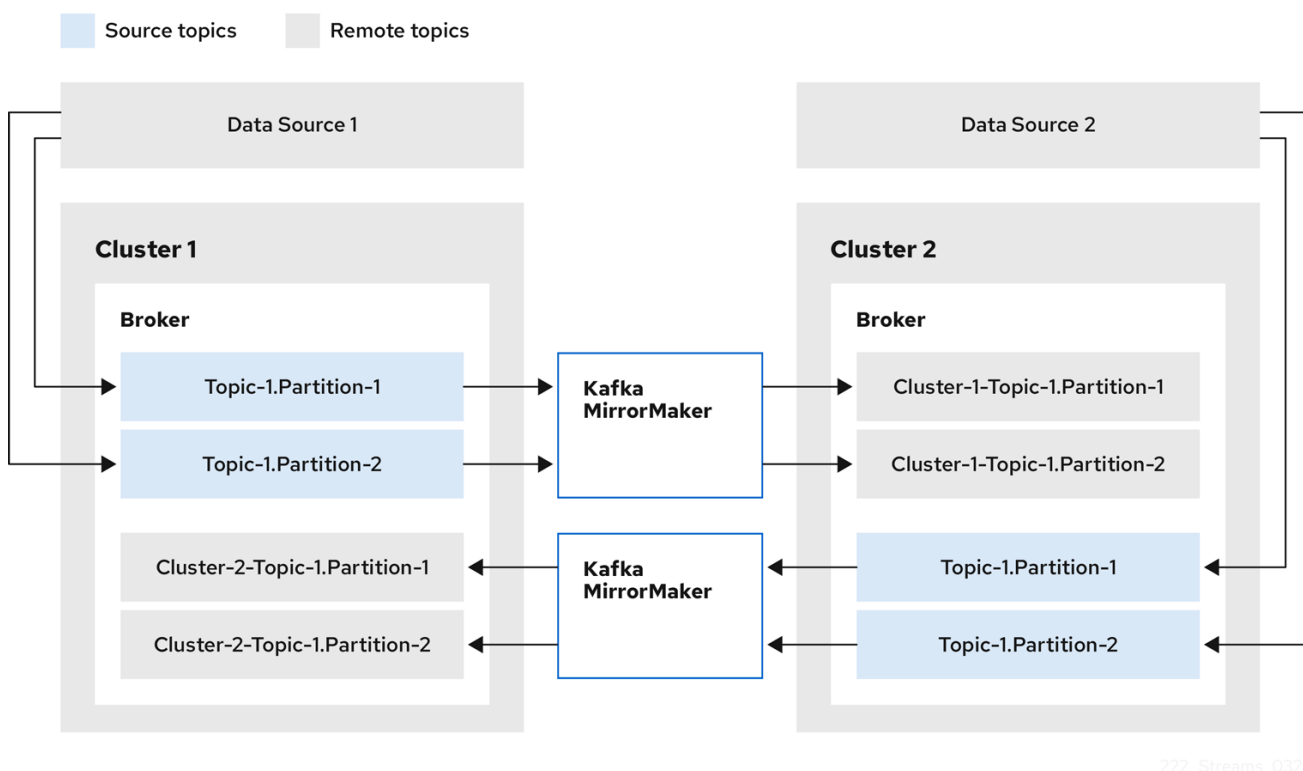 Source topics
Remote topics
Data Source 1
Data Source 2
Cluster 1
Cluster 2
Broker
Broker
Topic-1.Partition-1
Kafka
MirrorMaker
Cluster-1-Topic-1.Partition-1
Topic-1.Partition-2
Cluster-1-Topic-1.Partition-2
Cluster-2-Topic-1.Partition-1
Kafka
MirrorMaker
Topic-1.Partition-1
Cluster-2-Topic-1.Partition-2
Topic-1.Partition-2
222_Streams_032